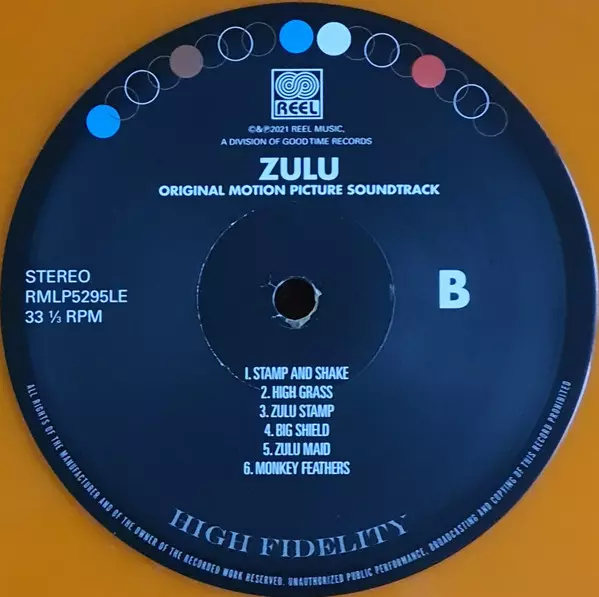 REEL
©&℗2021 REEL MUSIC,
A DIVISION OF GOOD TIME RECORDS
ZULU
ORIGINAL MOTION PICTURE SOUNDTRACK
STEREO
RMLP5295LE
33 ⅓ RPM
B
1. STAMP AND SHAKE
2. HIGH GRASS
3. ZULU STAMP
4. BIG SHIELD
5. ZULU MAID
6. MONKEY FEATHERS
HIGH FIDELITY
ALL RIGHTS OF THE MANUFACTURER AND OF THE OWNER OF THE RECORDED WORK RESERVED. UNAUTHORIZED PUBLIC PERFORMANCE, BROADCASTING AND COPYING OF THIS RECORD PROHIBITED